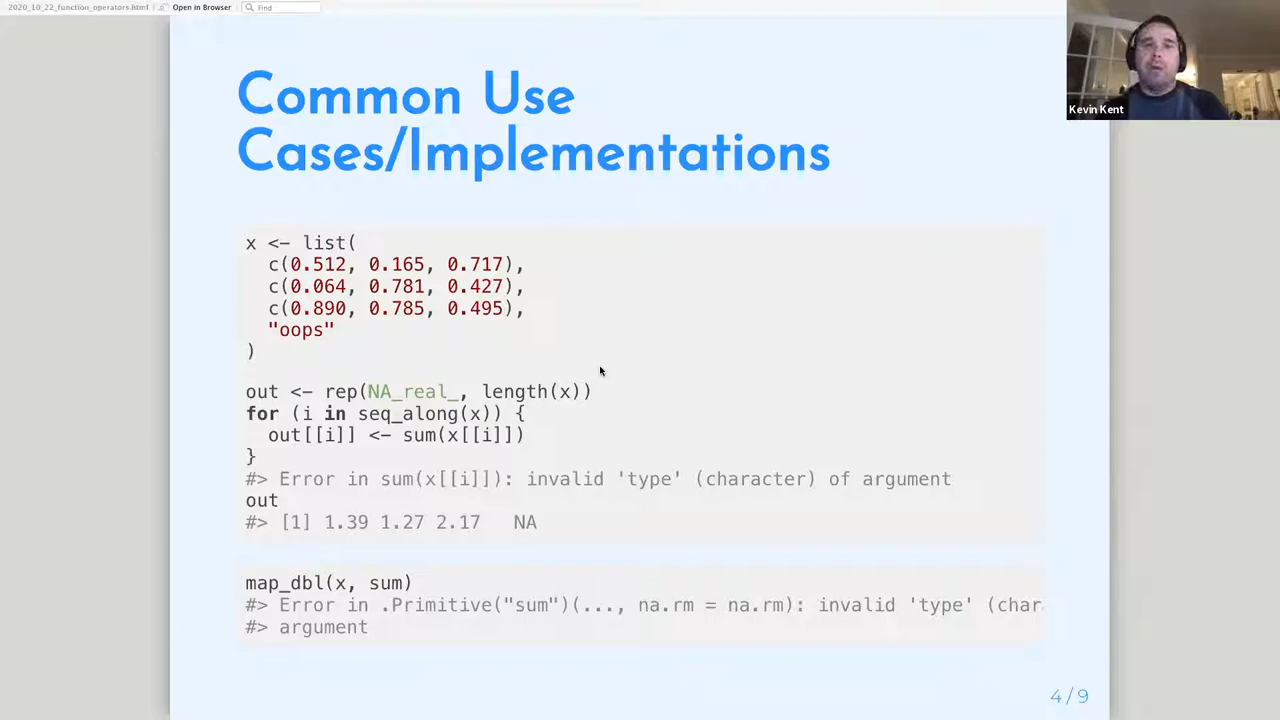 2020_10_22_function_operators.html
Open in Browser
Find
Kevin Kent
Common Use
Cases/Implementations
x <- list(
  c(0.512, 0.165, 0.717),
  c(0.064, 0.781, 0.427),
  c(0.890, 0.785, 0.495),
  "oops"
)
out <- rep(NA_real_, length(x))
for (i in seq_along(x)) {
  out[[i]] <- sum(x[[i]])
}
#> Error in sum(x[[i]]): invalid 'type' (character) of argument
out
#> [1] 1.39 1.27 2.17   NA
map_dbl(x, sum)
#> Error in .Primitive("sum")(..., na.rm = na.rm): invalid 'type' (char
#> argument
4 / 9